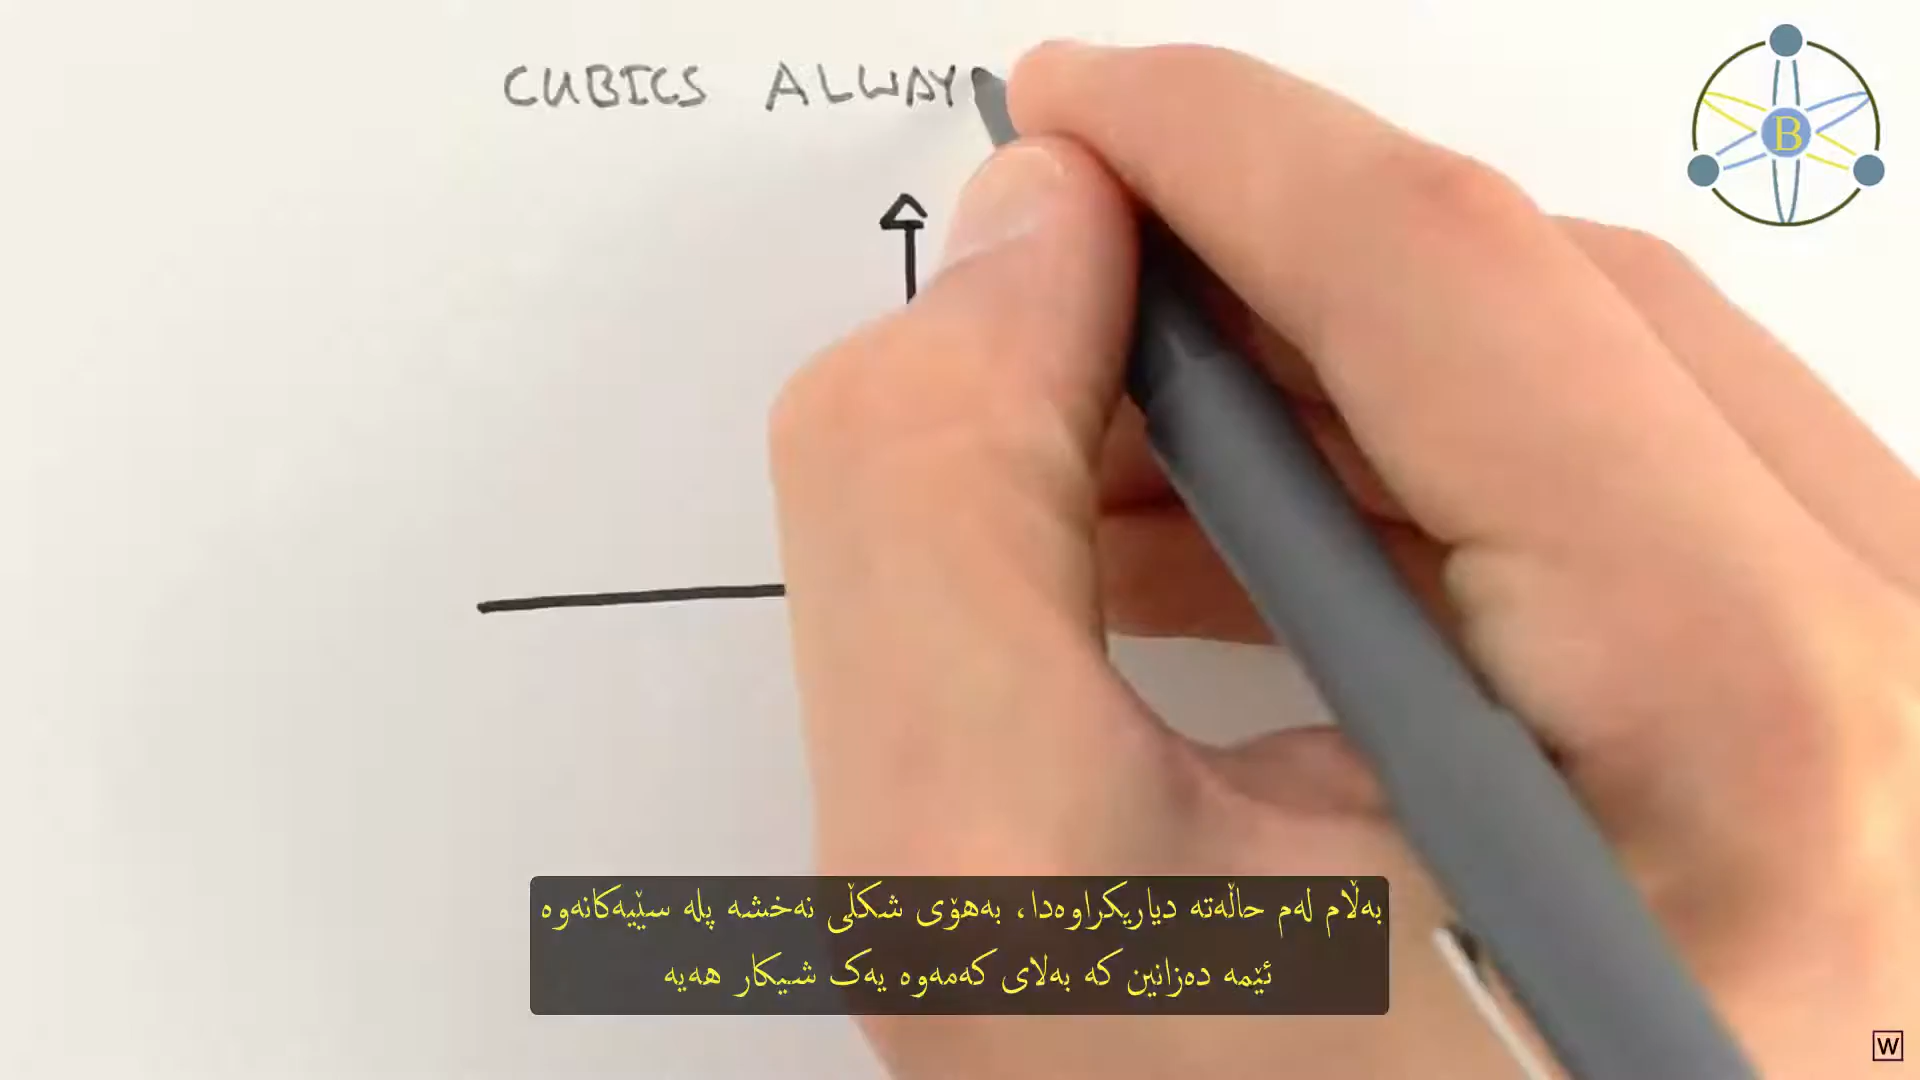 CUBICS ALWAY
B
بەڵام لەم حاڵەتە دیاریکراوەدا، بەهۆی شکڵی نەخشە پلە سێیەکانەوە
ئێمە دەزانین کە بەلای کەمەوە یەک شیکار هەیە
W